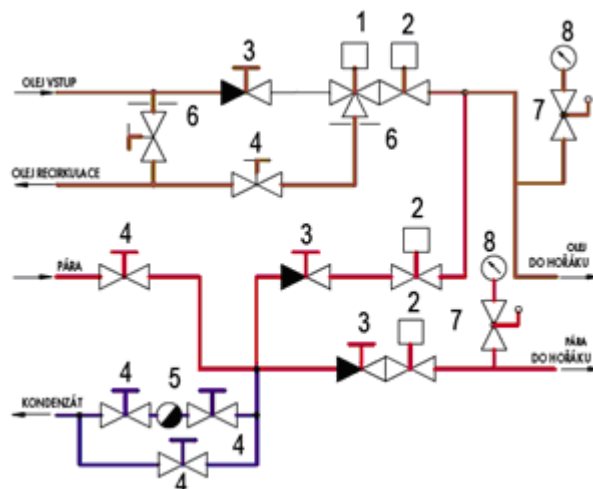 1
2
3
8
OLEJ VSTUP
6
7
4
6
OLEJ RECIRKULACE
2
8
4
3
OLEJ
DO HOŘÁKU
PÁRA
2
7
3
PÁRA
DO HOŘÁKU
4
5
KONDENZÁT
4
4